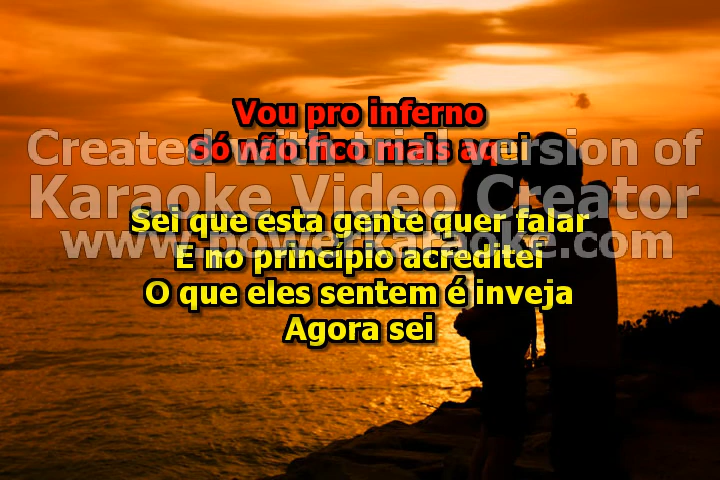 Vou pro inferno
Só não fico mais aqui
Created with trial version of
Karaoke Video Creator
www.powerkaraoke.com
Sei que esta gente quer falar
E no princípio acreditei
O que eles sentem é inveja
Agora sei